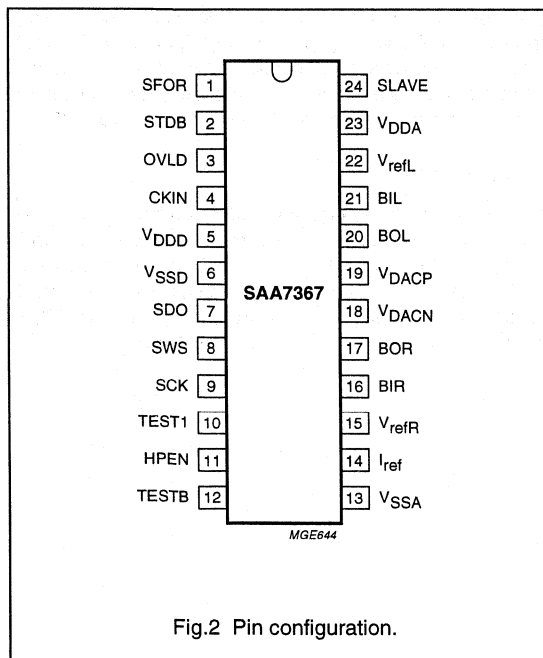 SFOR 1 24 SLAVE
STDB 2 23 VDDA
OVLD 3 22 VrefL
CKIN 4 21 BIL
VDDD 5 20 BOL
VSSD 6 19 VDACP
SAA7367
SDO 7 18 VDACN
SWS 8 17 BOR
SCK 9 16 BIR
TEST1 10 15 VrefR
HPEN 11 14 Iref
TESTB 12 13 VSSA
MGE644
Fig.2 Pin configuration.